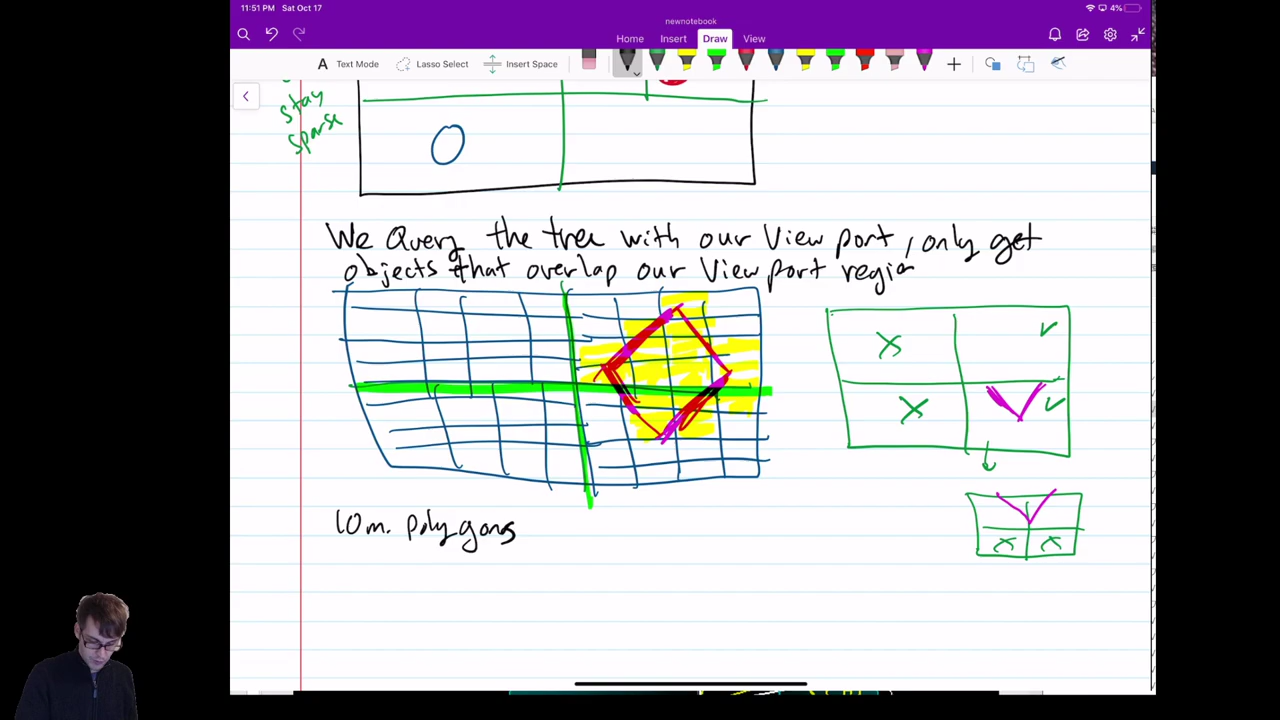 11:51 PM Sat Oct 17
4%
newnotebook
Home Insert Draw View
A Text Mode Lasso Select Insert Space
stay
sparse
We Query the tree with our View port, only get
objects that overlap our View port region
10m. polygons